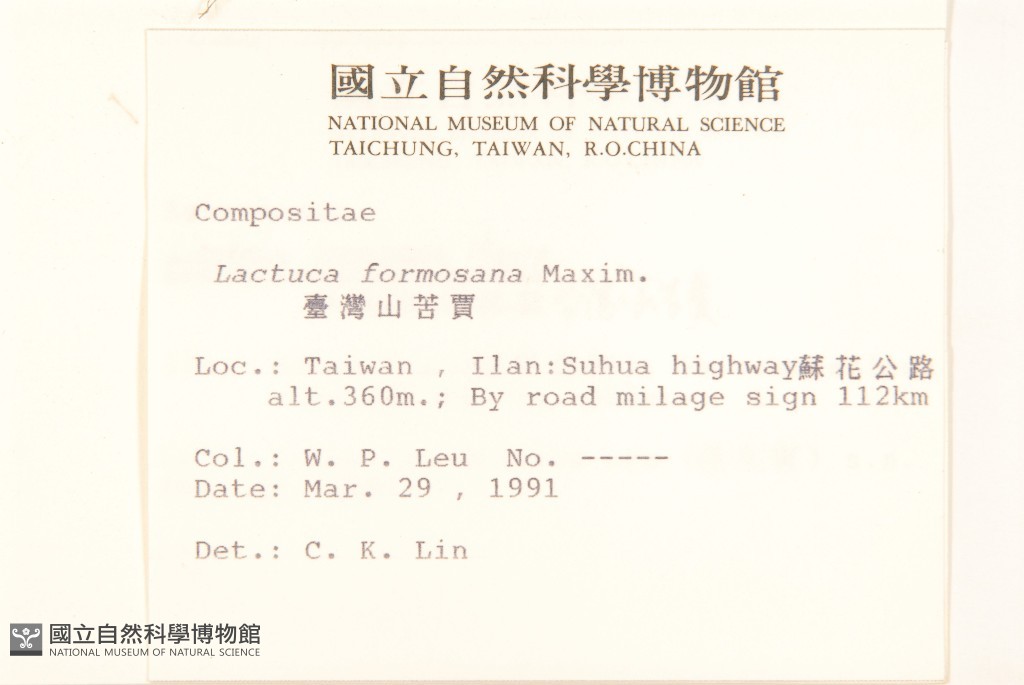 國立自然科學博物館
NATIONAL MUSEUM OF NATURAL SCIENCE
TAICHUNG, TAIWAN, R.O.CHINA
Compositae
Lactuca formosana Maxim.
臺灣山苦賈
Loc.: Taiwan , Ilan:Suhua highway蘇花公路
alt.360m.; By road milage sign 112km
Col.: W. P. Leu No. -----
Date: Mar. 29 , 1991
Det.: C. K. Lin
國立自然科學博物館
NATIONAL MUSEUM OF NATURAL SCIENCE